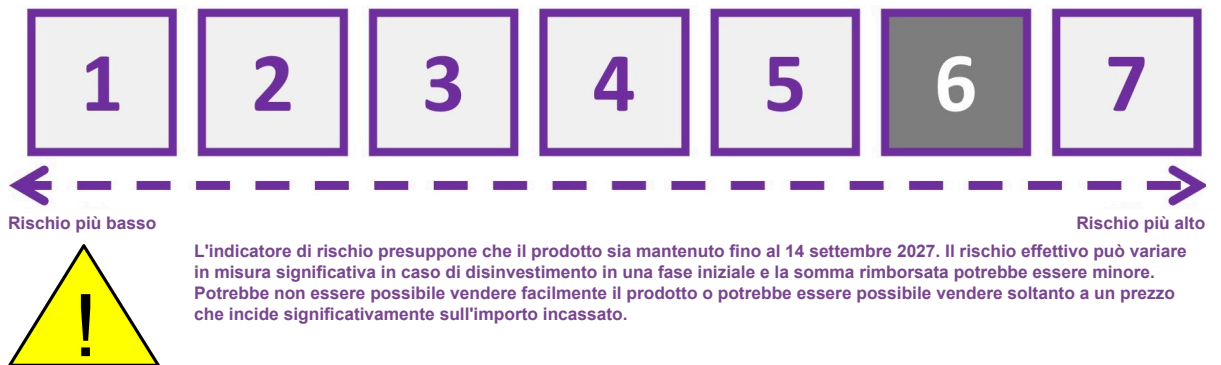 1 2 3 4 5 6 7
Rischio più basso Rischio più alto
L'indicatore di rischio presuppone che il prodotto sia mantenuto fino al 14 settembre 2027. Il rischio effettivo può variare
in misura significativa in caso di disinvestimento in una fase iniziale e la somma rimborsata potrebbe essere minore.
Potrebbe non essere possibile vendere facilmente il prodotto o potrebbe essere possibile vendere soltanto a un prezzo
che incide significativamente sull'importo incassato.
!